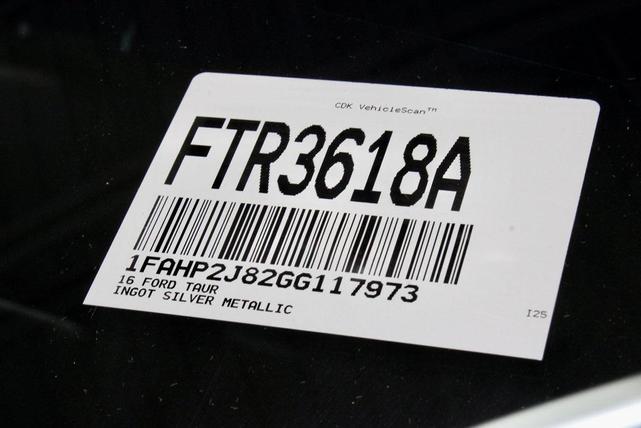 CDK VehicleScan™
FTR3618A
1FAHP2J82GG117973
16 FORD TAUR
INGOT SILVER METALLIC
I25